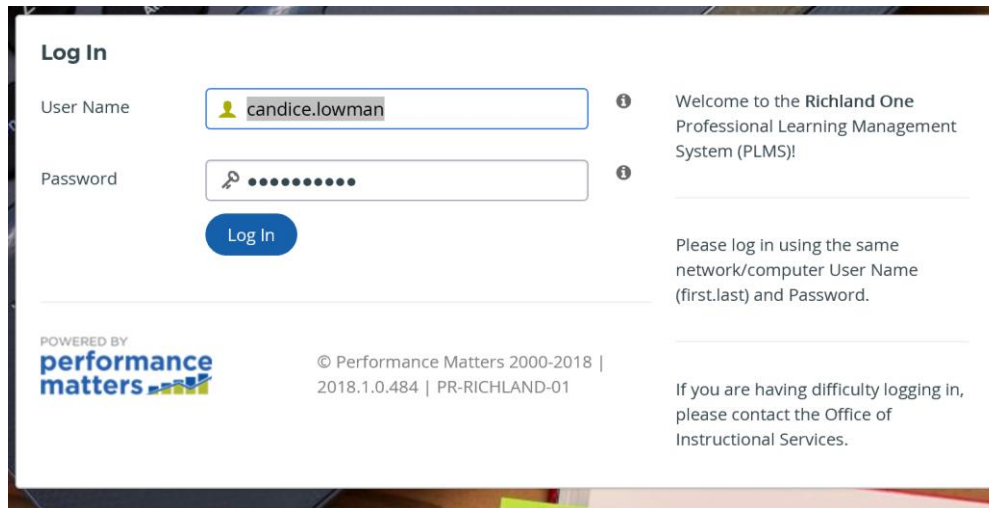 Log In
User Name
candice.lowman
Password
••••••••••
Log In
POWERED BY
performance
matters
© Performance Matters 2000-2018 |
2018.1.0.484 | PR-RICHLAND-01
Welcome to the Richland One
Professional Learning Management
System (PLMS)!
Please log in using the same
network/computer User Name
(first.last) and Password.
If you are having difficulty logging in,
please contact the Office of
Instructional Services.